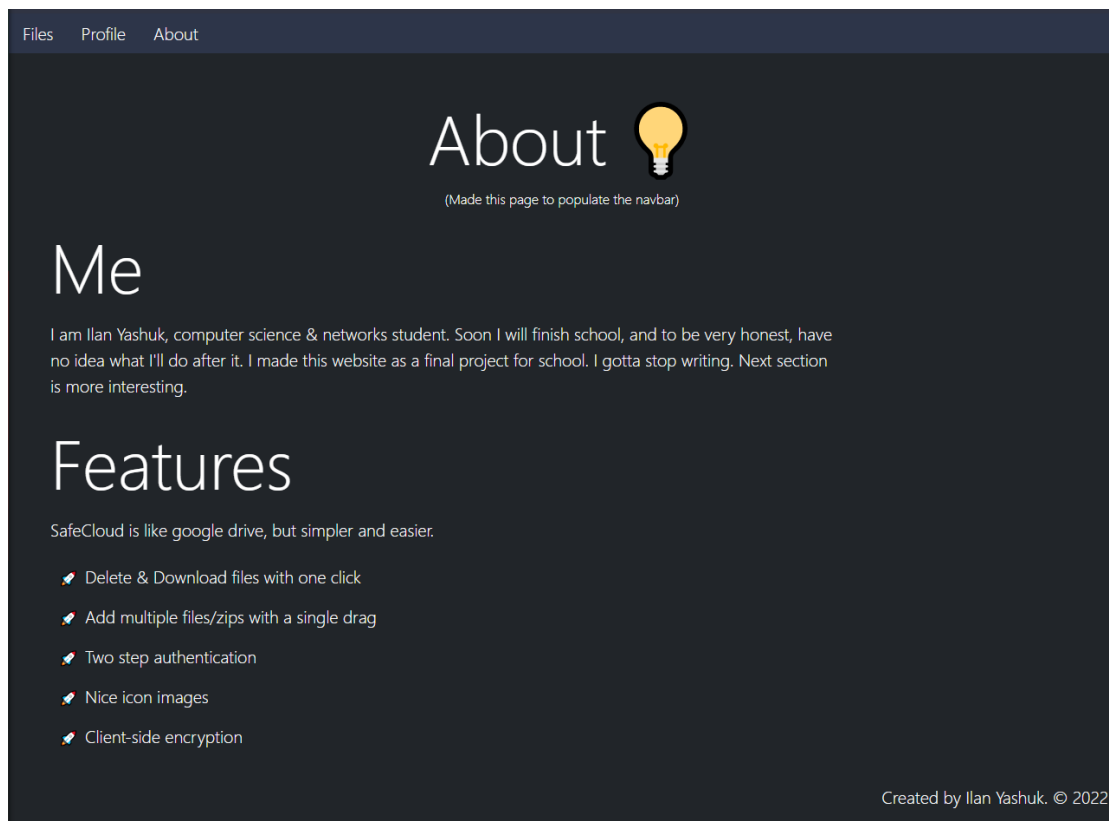 Files Profile About
About
(Made this page to populate the navbar)
Me
I am Ilan Yashuk, computer science & networks student. Soon I will finish school, and to be very honest, have
no idea what I'll do after it. I made this website as a final project for school. I gotta stop writing. Next section
is more interesting.
Features
SafeCloud is like google drive, but simpler and easier.
Delete & Download files with one click
Add multiple files/zips with a single drag
Two step authentication
Nice icon images
Client-side encryption
Created by Ilan Yashuk. © 2022